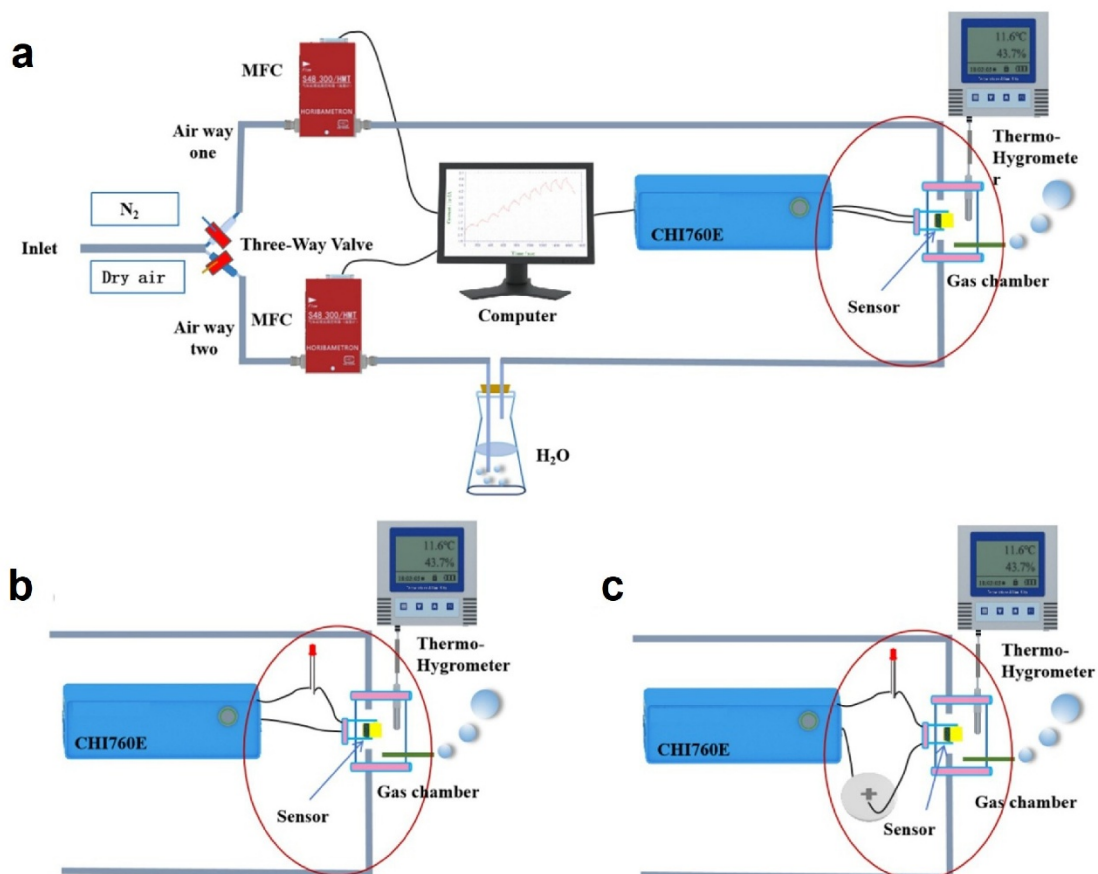 a
MFC
S48 300/HMT
HORIBAMETRON
Air way
one
N₂
Inlet
Three-Way Valve
Dry air
Air way
two
MFC
S48 300/HMT
HORIBAMETRON
Computer
CHI760E
11.6℃
43.7%
Thermo-
Hygromete
r
Sensor
Gas chamber
H₂O
b
11.6℃
43.7%
Thermo-
Hygrometer
CHI760E
Gas chamber
Sensor
c
11.6℃
43.7%
Thermo-
Hygrometer
CHI760E
Gas chamber
Sensor